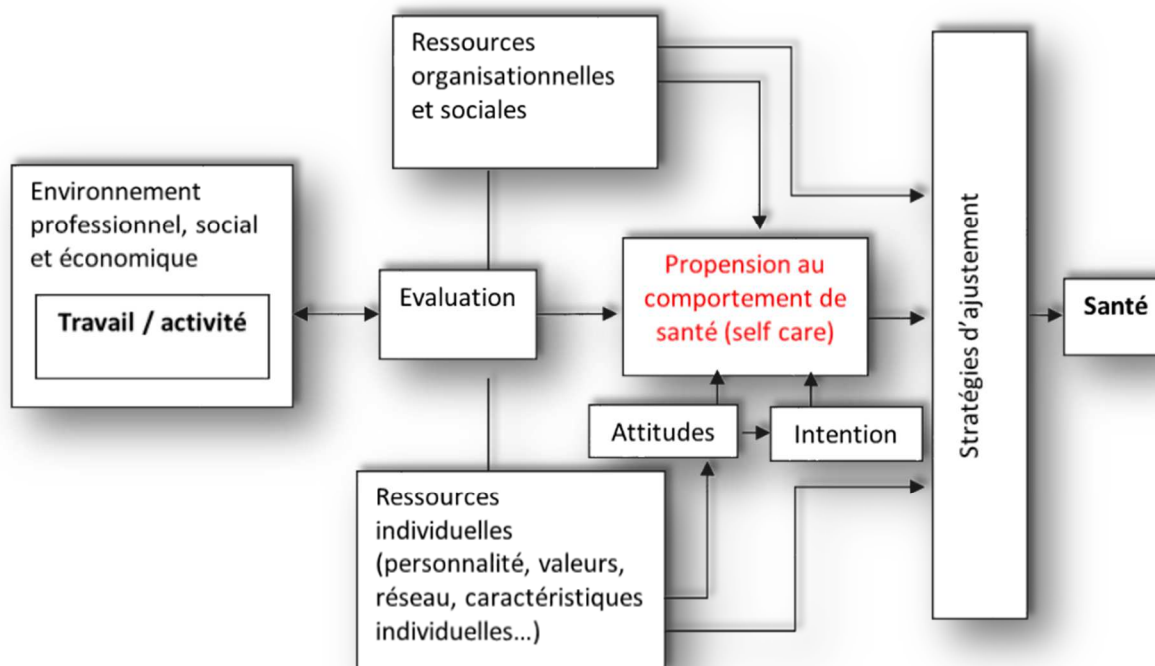 Ressources
organisationnelles
et sociales
Environnement
professionnel, social
et économique
Travail / activité
Evaluation
Propension au
comportement de
santé (self care)
Attitudes
Intention
Stratégies d'ajustement
Santé
Ressources
individuelles
(personnalité, valeurs,
réseau, caractéristiques
individuelles…)